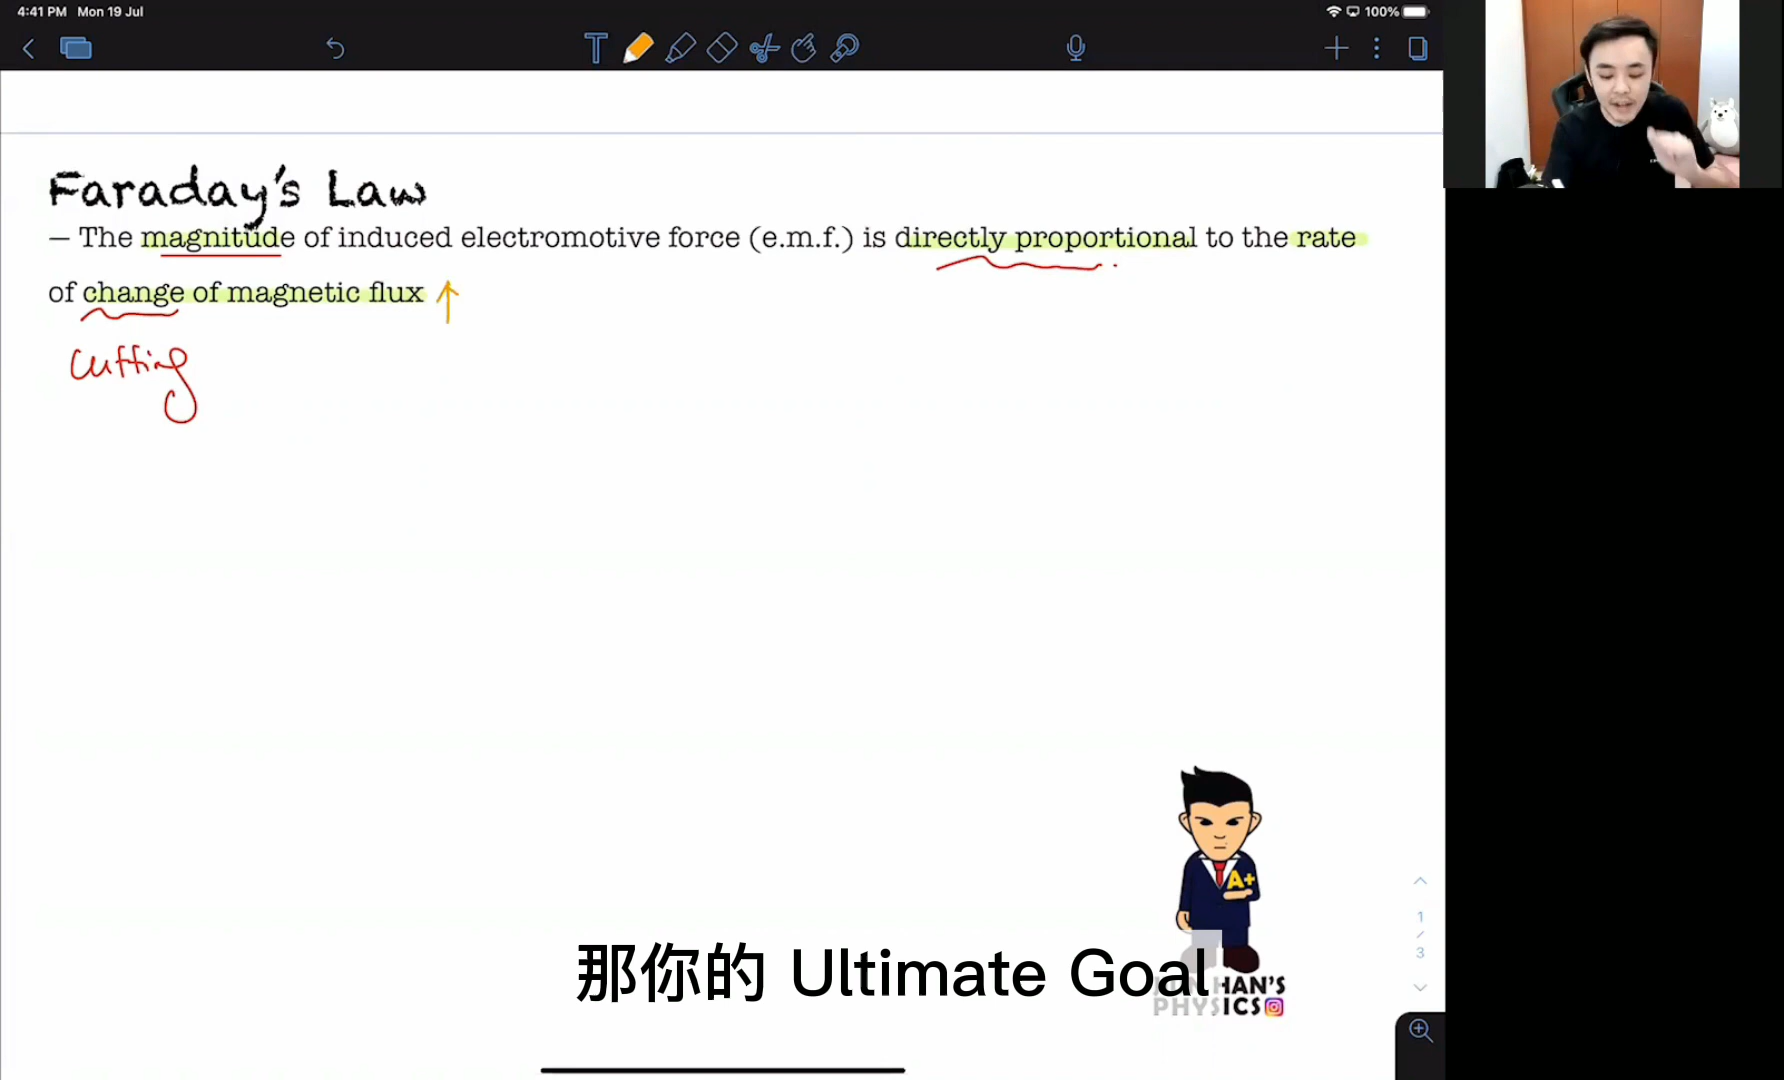 4:41 PM Mon 19 Jul
100%
Faraday's Law
— The magnitude of induced electromotive force (e.m.f.) is directly proportional to the rate
of change of magnetic flux ↑
Cutting
A+
1
3
那你的 Ultimate Goal
HAN'S
PHYSICS